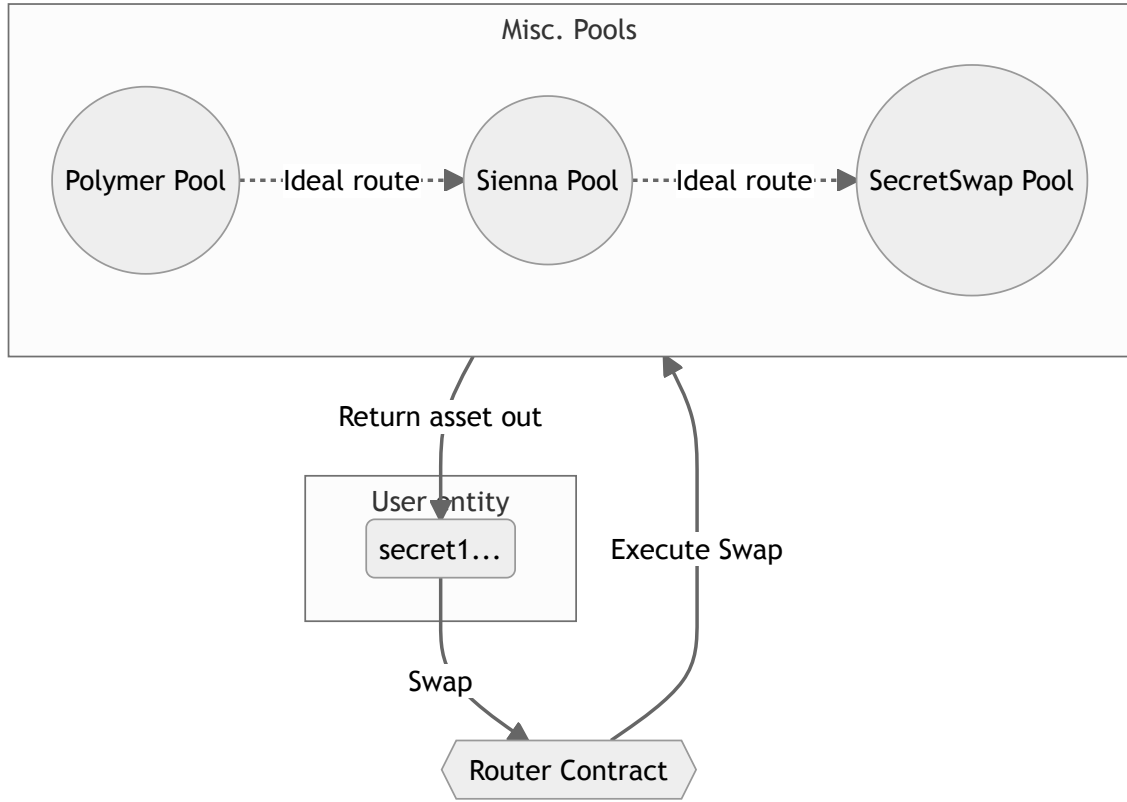 Misc. Pools
Polymer Pool
Ideal route
Sienna Pool
Ideal route
SecretSwap Pool
Return asset out
User entity
secret1...
Execute Swap
Swap
Router Contract